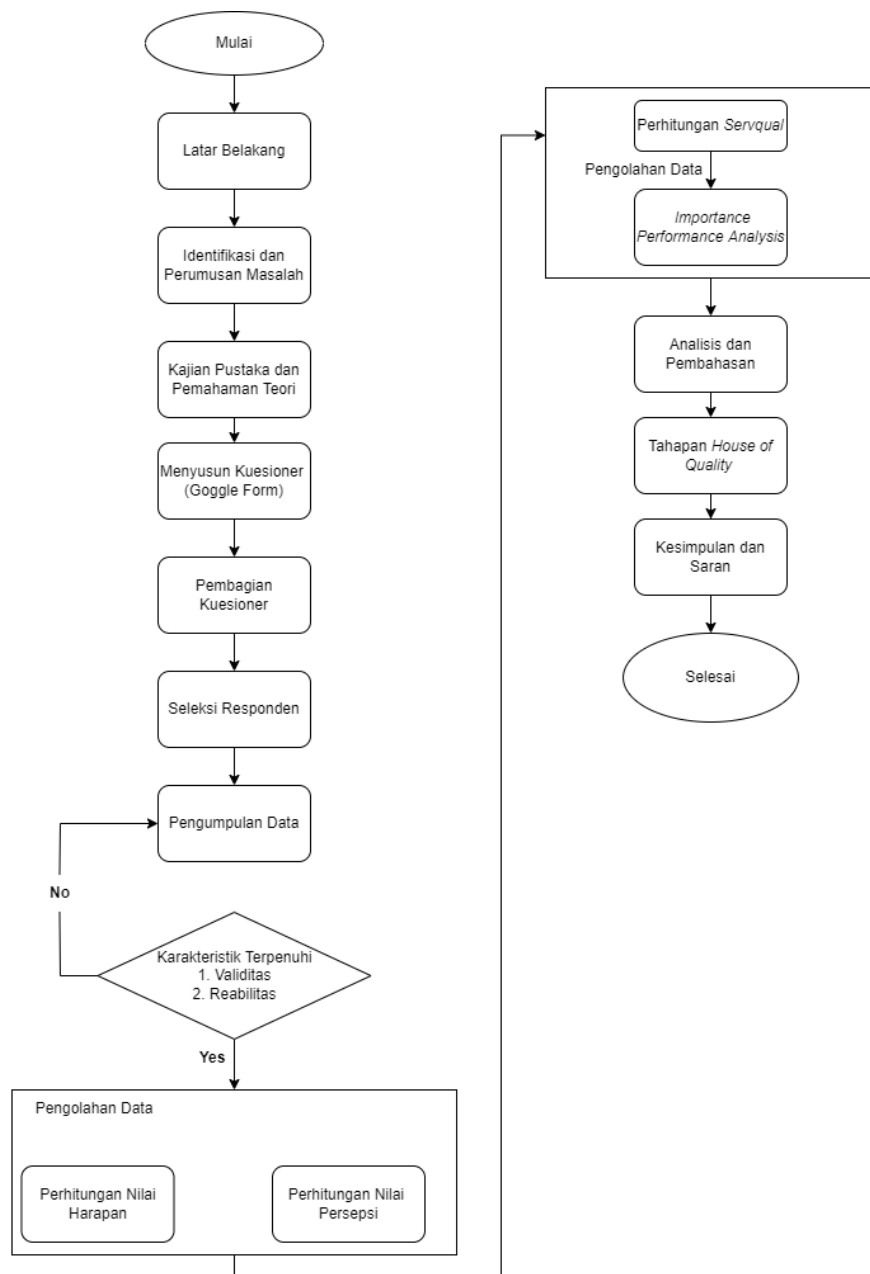 Mulai
Latar Belakang
Identifikasi dan
Perumusan Masalah
Kajian Pustaka dan
Pemahaman Teori
Menyusun Kuesioner
(Goggle Form)
Pembagian
Kuesioner
Seleksi Responden
Pengumpulan Data
No
Karakteristik Terpenuhi
1. Validitas
2. Reabilitas
Yes
Pengolahan Data
Perhitungan Nilai
Harapan
Perhitungan Nilai
Persepsi
Perhitungan Servqual
Pengolahan Data
Importance
Performance Analysis
Analisis dan
Pembahasan
Tahapan House of
Quality
Kesimpulan dan
Saran
Selesai